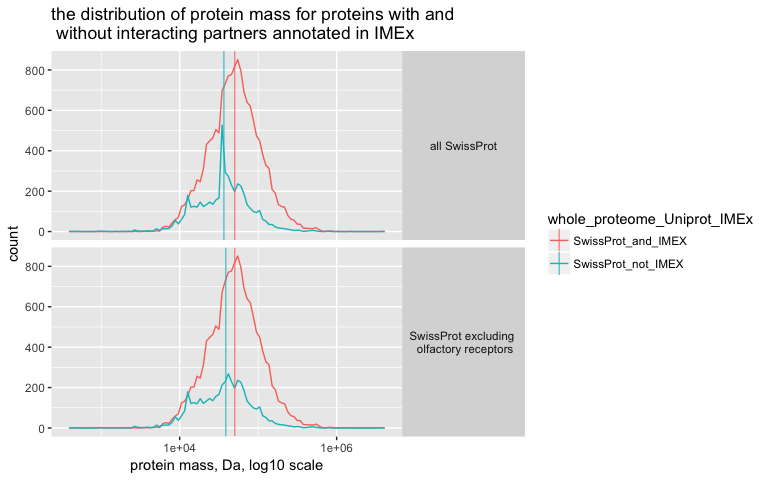 the distribution of protein mass for proteins with and
without interacting partners annotated in IMEx
800
600
400
200
0
all SwissProt
800
600
400
200
0
SwissProt excluding
olfactory receptors
count
1e+04
1e+06
protein mass, Da, log10 scale
whole_proteome_Uniprot_IMEx
SwissProt_and_IMEX
SwissProt_not_IMEX